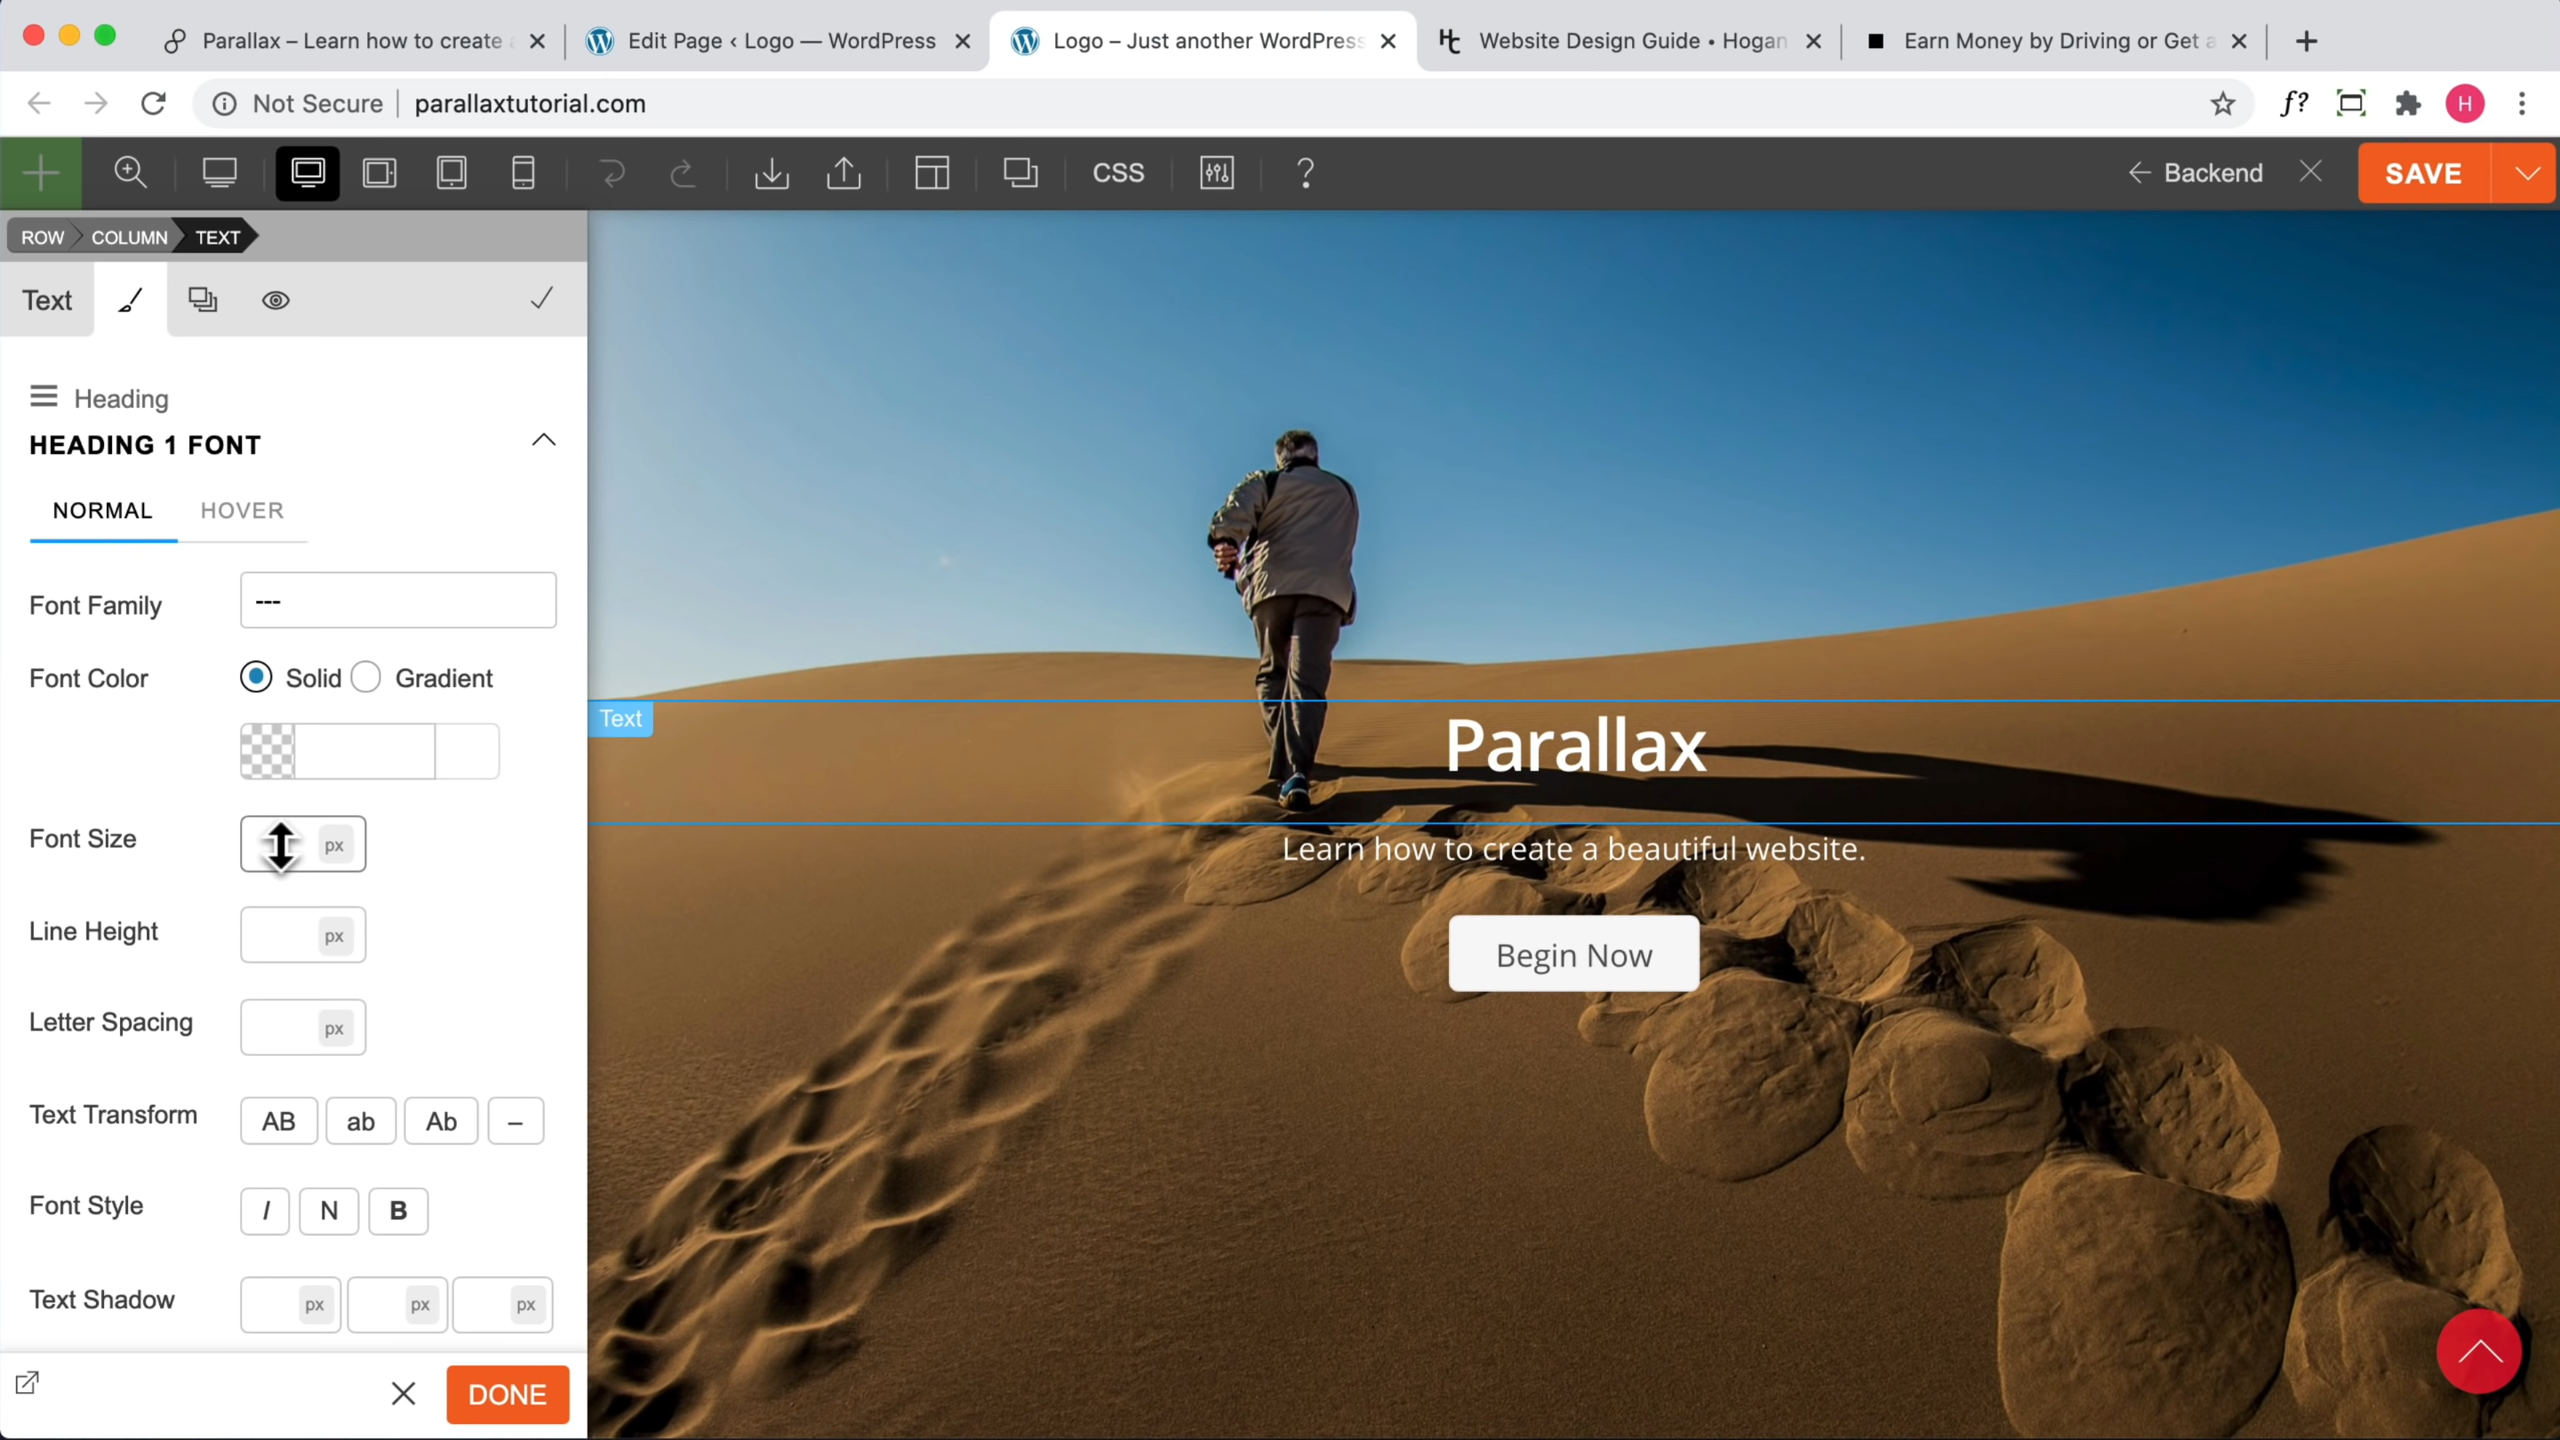 Parallax – Learn how to create
Edit Page ‹ Logo — WordPress
Logo – Just another WordPress
Website Design Guide • Hogan
Earn Money by Driving or Get a
Not Secure
parallaxtutorial.com
f?
H
CSS
?
Backend
SAVE
ROW
COLUMN
TEXT
Text
Heading
HEADING 1 FONT
NORMAL
HOVER
Font Family
---
Font Color
Solid
Gradient
Font Size
px
Line Height
px
Letter Spacing
px
Text Transform
AB
ab
Ab
–
Font Style
I
N
B
Text Shadow
px
px
px
DONE
Text
Parallax
Learn how to create a beautiful website.
Begin Now